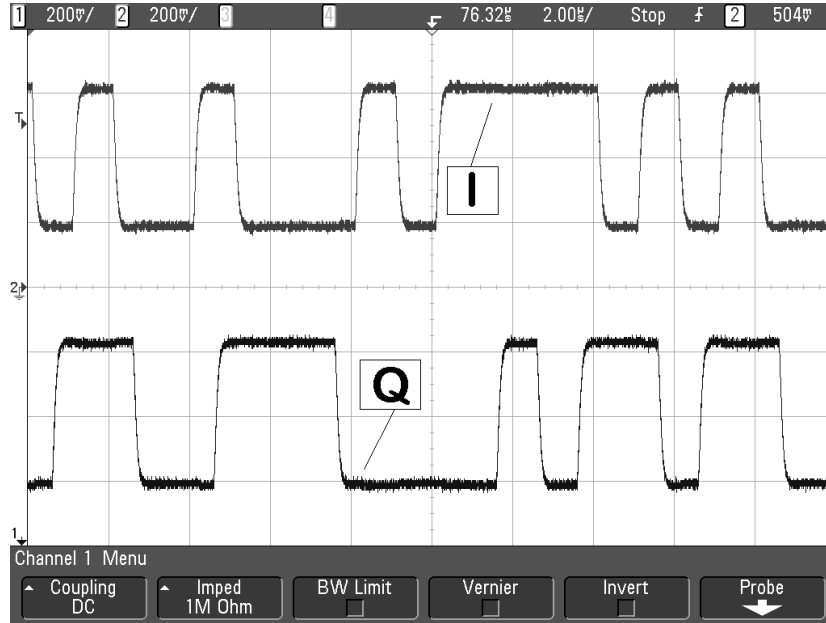 1 200mV/ 2 200mV/ 3 4 76.32µs 2.00µs/ Stop 2 504mV
T
I
2
Q
1
Channel 1 Menu
Coupling Imped BW Limit Vernier Invert Probe
DC 1M Ohm